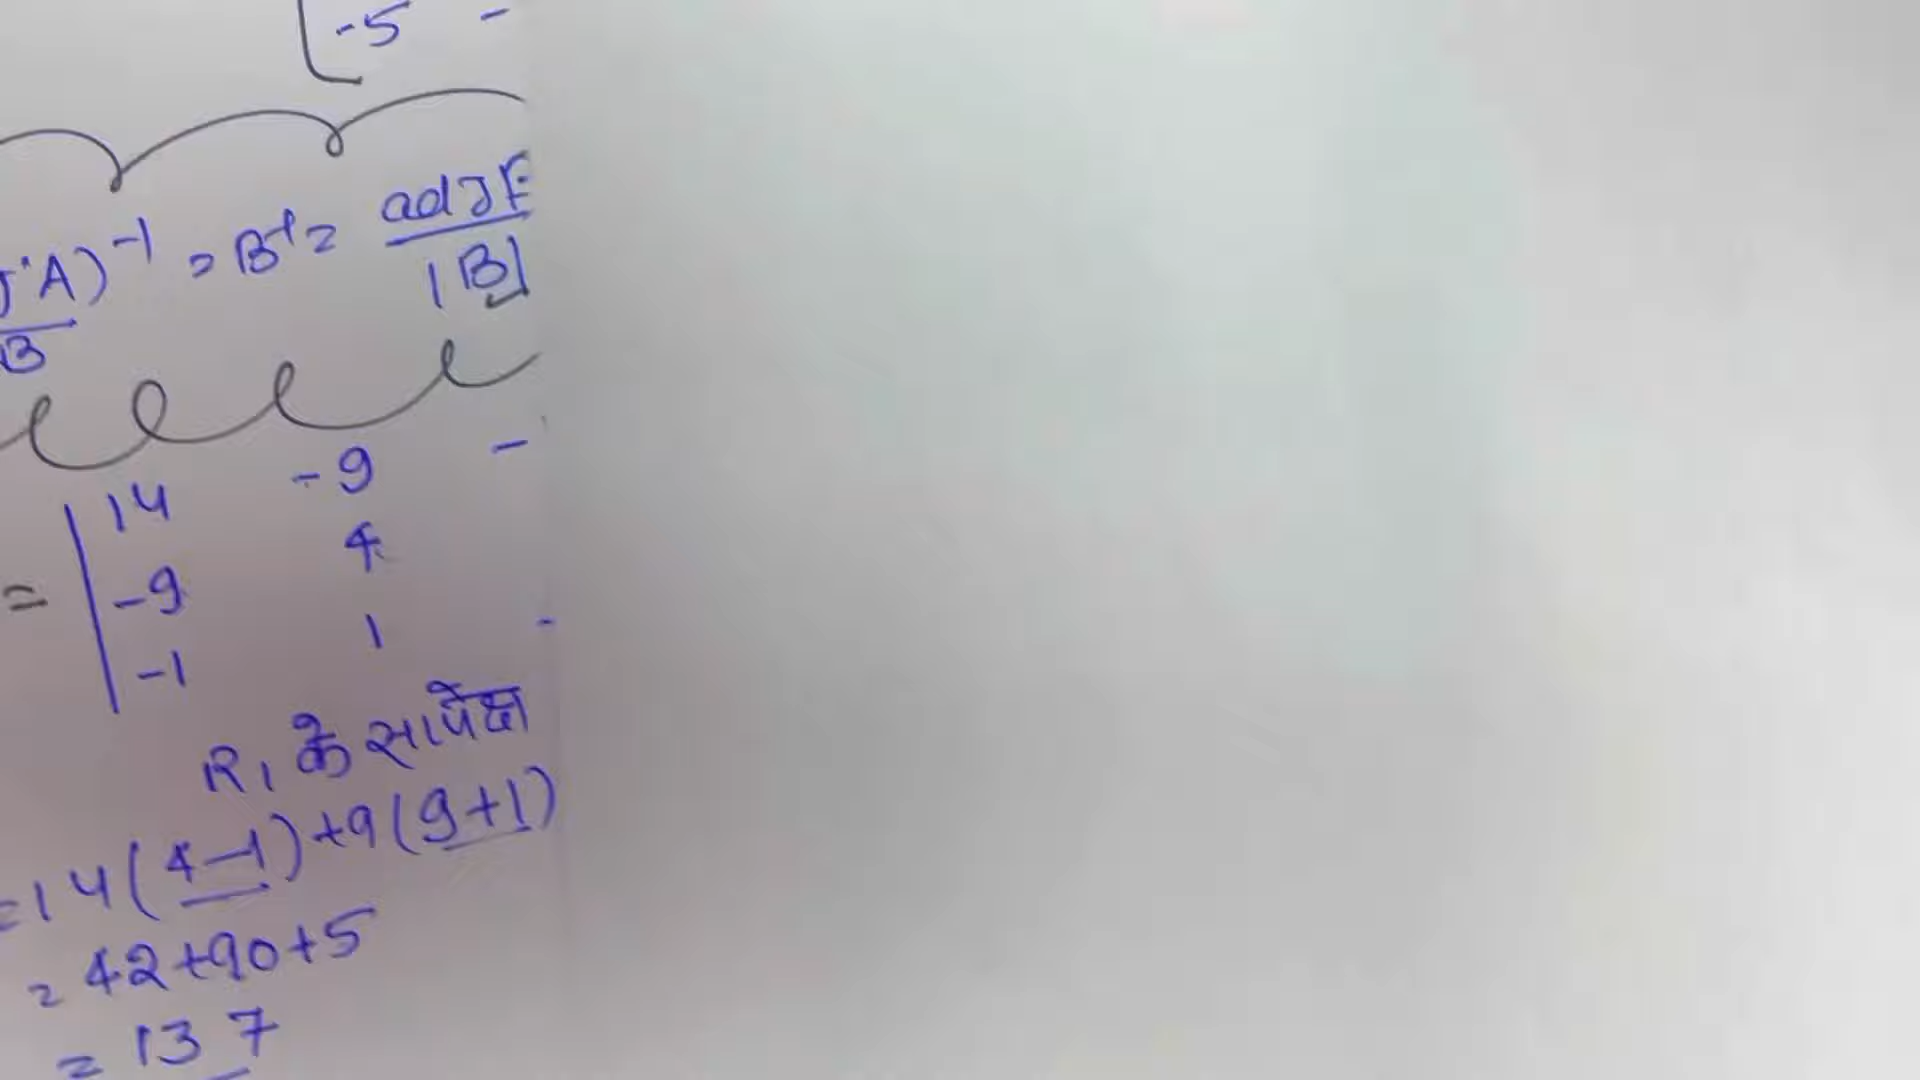 -5 -
A)⁻¹ = B⁻¹ = adj
|B|
B
14 -9 -
= -9 4
-1 1 -
R₁ के सापेक्ष
=14(4-1)+9(9+1)
= 42+90+5
= 137